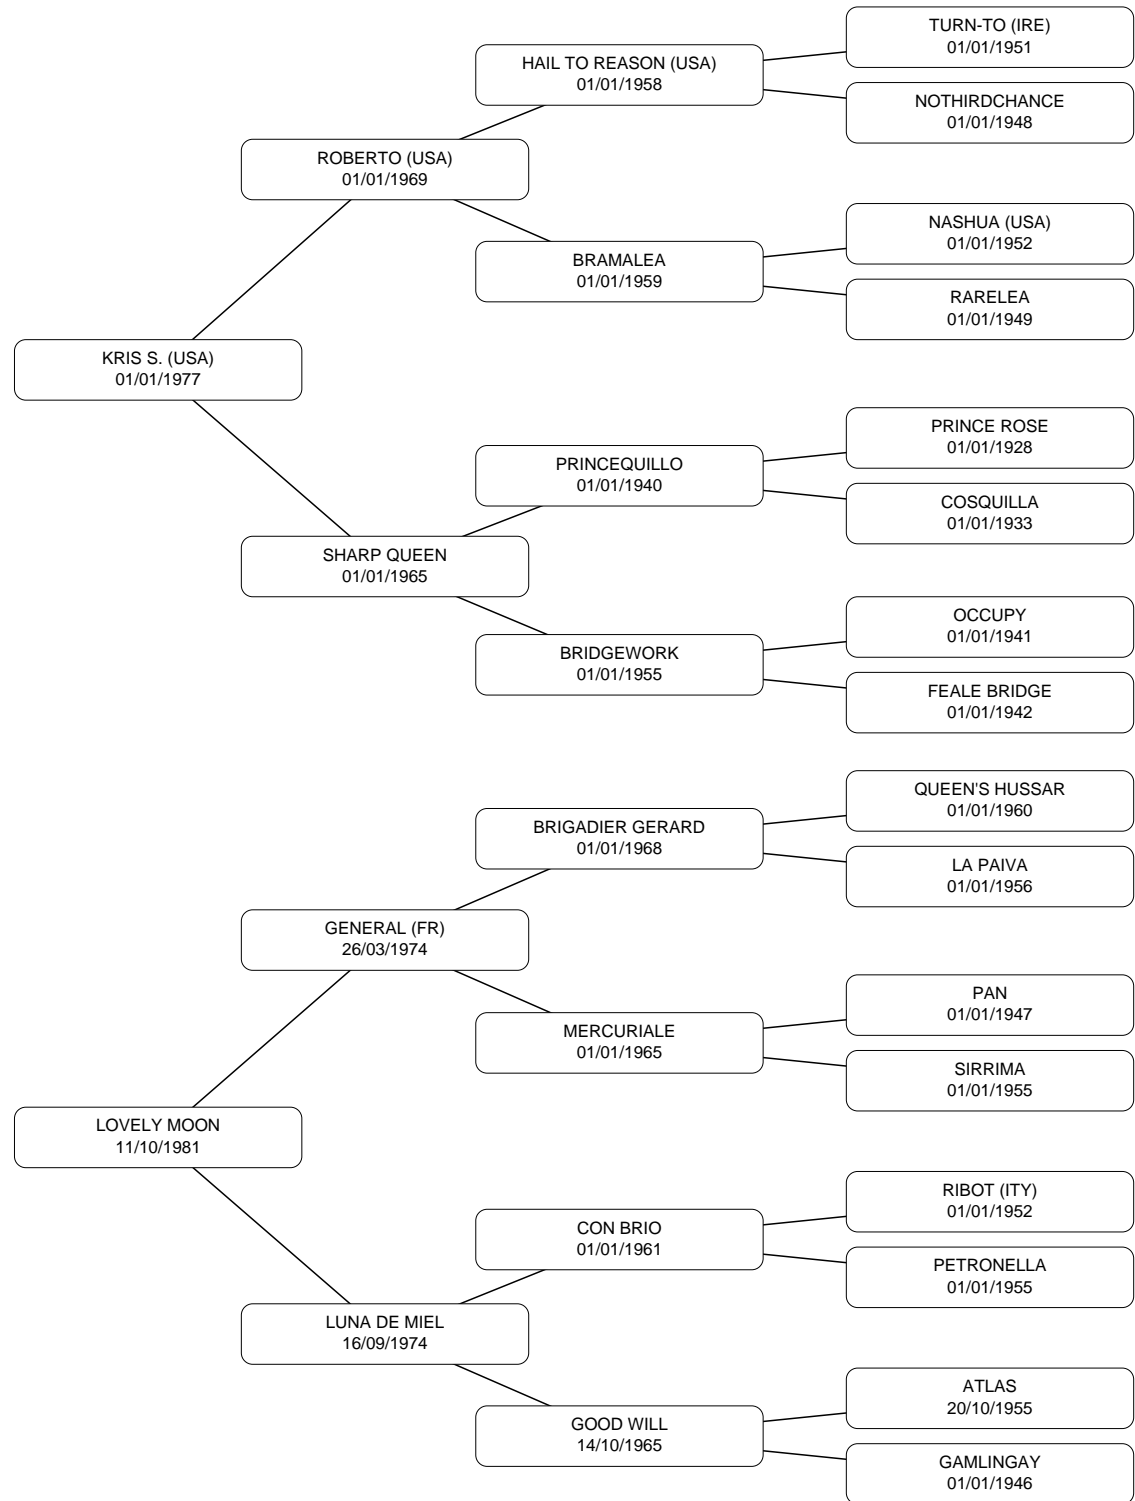 TURN-TO (IRE)
01/01/1951
HAIL TO REASON (USA)
01/01/1958
NOTHIRDCHANCE
01/01/1948
ROBERTO (USA)
01/01/1969
NASHUA (USA)
01/01/1952
BRAMALEA
01/01/1959
RARELEA
01/01/1949
KRIS S. (USA)
01/01/1977
PRINCE ROSE
01/01/1928
PRINCEQUILLO
01/01/1940
COSQUILLA
01/01/1933
SHARP QUEEN
01/01/1965
OCCUPY
01/01/1941
BRIDGEWORK
01/01/1955
FEALE BRIDGE
01/01/1942
QUEEN'S HUSSAR
01/01/1960
BRIGADIER GERARD
01/01/1968
LA PAIVA
01/01/1956
GENERAL (FR)
26/03/1974
PAN
01/01/1947
MERCURIALE
01/01/1965
SIRRIMA
01/01/1955
LOVELY MOON
11/10/1981
RIBOT (ITY)
01/01/1952
CON BRIO
01/01/1961
PETRONELLA
01/01/1955
LUNA DE MIEL
16/09/1974
ATLAS
20/10/1955
GOOD WILL
14/10/1965
GAMLINGAY
01/01/1946